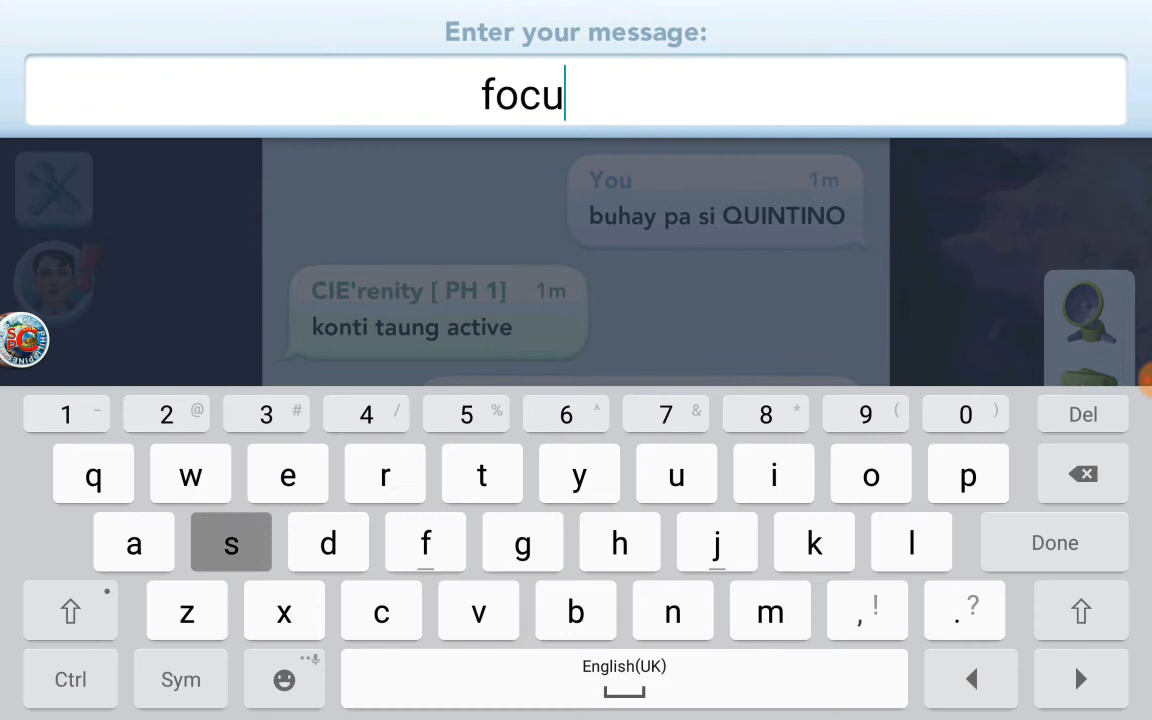 Enter your message:
focu
You 1m
buhay pa si QUINTINO
CIE'renity [ PH 1] 1m
konti taung active
1 - 2 @ 3 # 4 / 5 % 6 ^ 7 & 8 * 9 ( 0 ) Del
q w e r t y u i o p
a s d f g h j k l Done
z x c v b n m , ! . ?
Ctrl Sym English(UK)